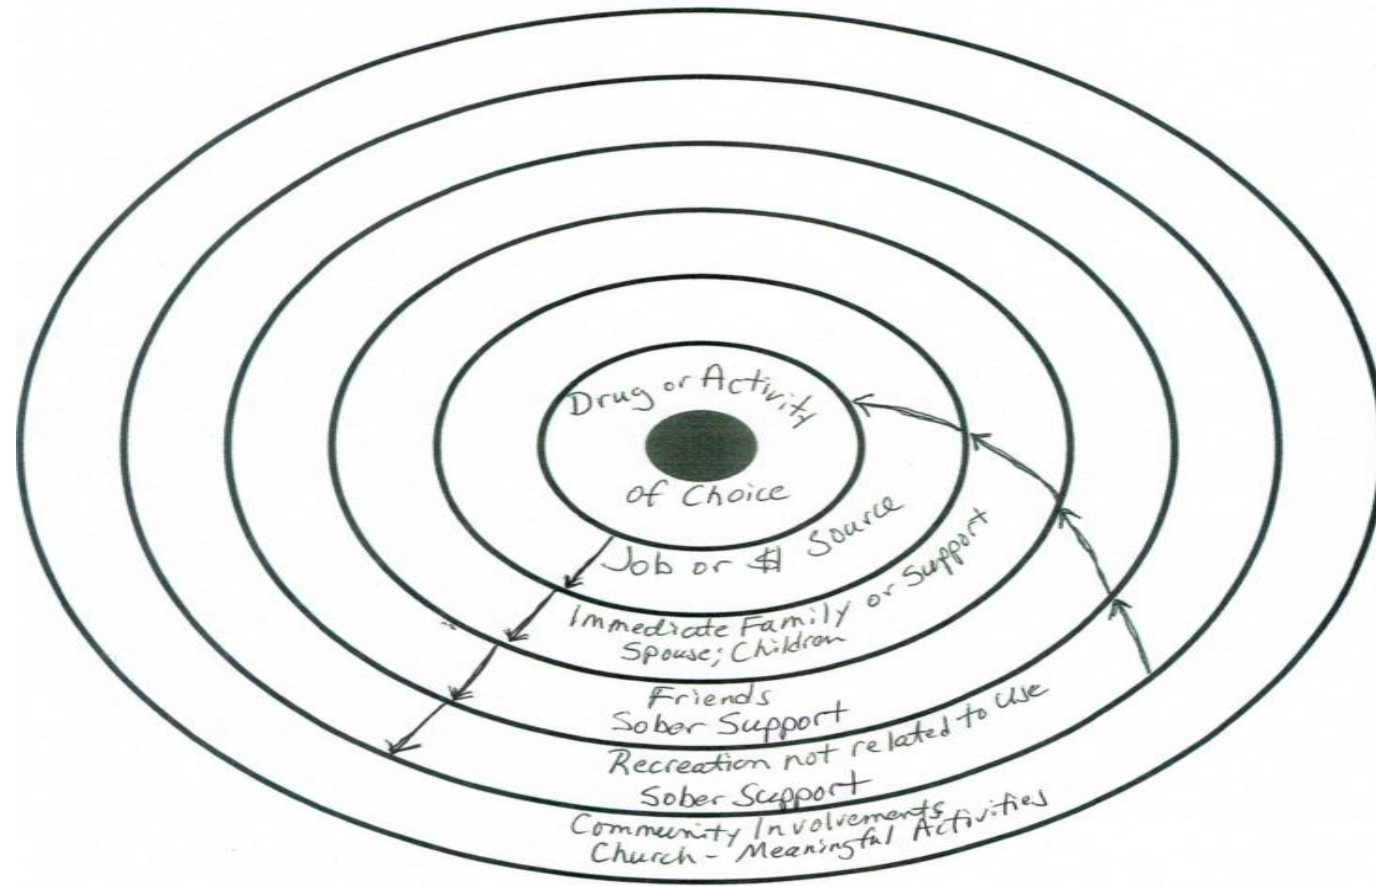 Drug or Activity
of Choice
Job or $ Source
Immediate Family or Support
Spouse; Children
Friends
Sober Support
Recreation not related to Use
Sober Support
Community Involvements
Church - Meaningful Activities